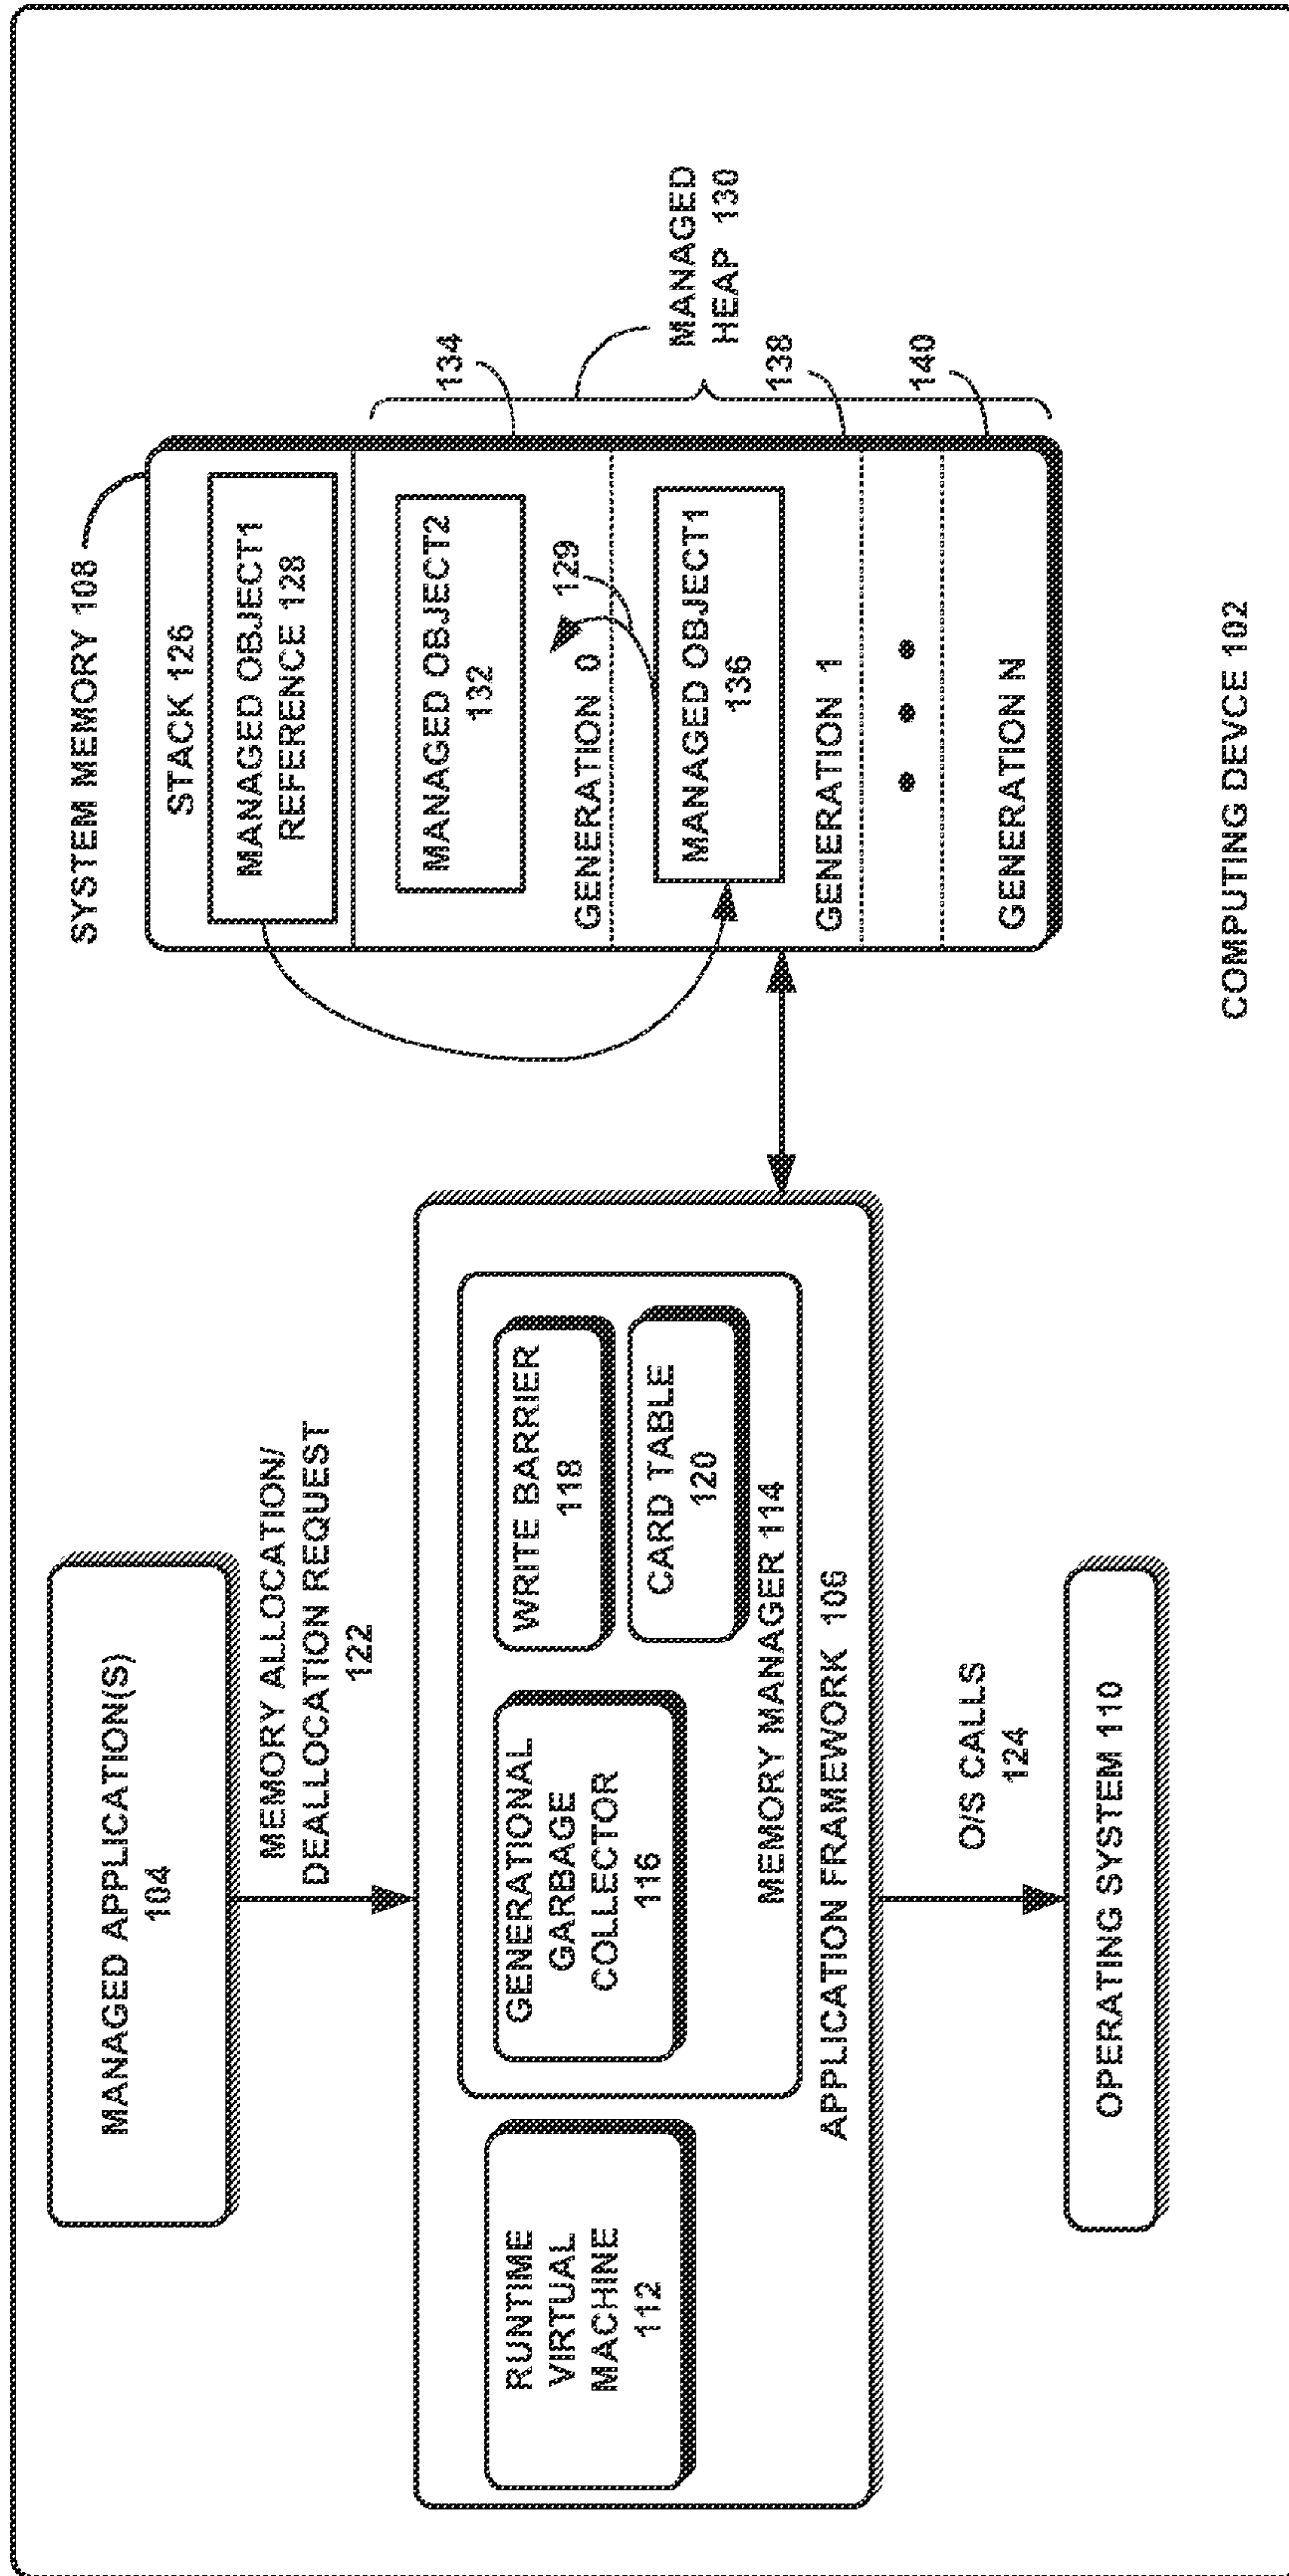 MANAGED APPLICATION(S)
104
MEMORY ALLOCATION/
DEALLOCATION REQUEST
122
RUNTIME
VIRTUAL
MACHINE
112
GENERATIONAL
GARBAGE
COLLECTOR
116
WRITE BARRIER
118
CARD TABLE
120
MEMORY MANAGER 114
APPLICATION FRAMEWORK 106
O/S CALLS
124
OPERATING SYSTEM 110
SYSTEM MEMORY 108
STACK 126
MANAGED OBJECT1
REFERENCE 128
134
MANAGED OBJECT2
132
129
GENERATION 0
MANAGED
HEAP 130
MANAGED OBJECT1
136
138
GENERATION 1
140
GENERATION N
COMPUTING DEVCE 102